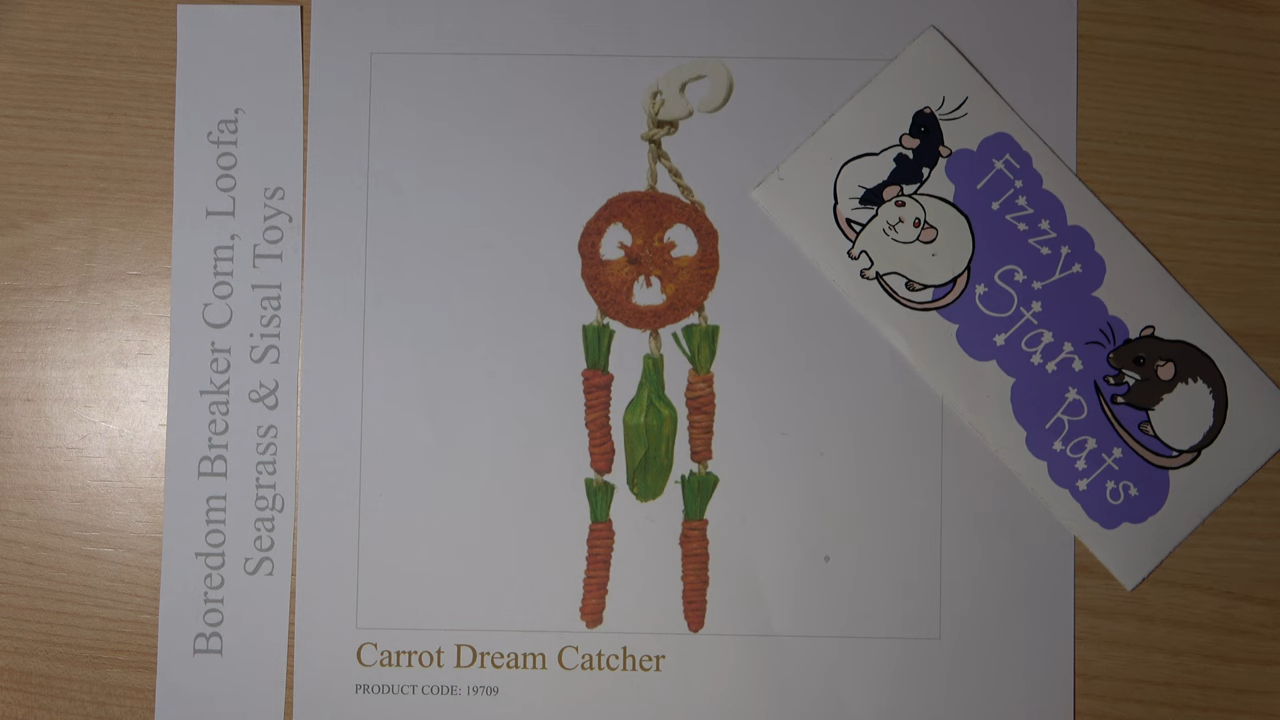 Boredom Breaker Corn, Loofa,
Seagrass & Sisal Toys
Fizzy
Star
Rats
Carrot Dream Catcher
PRODUCT CODE: 19709